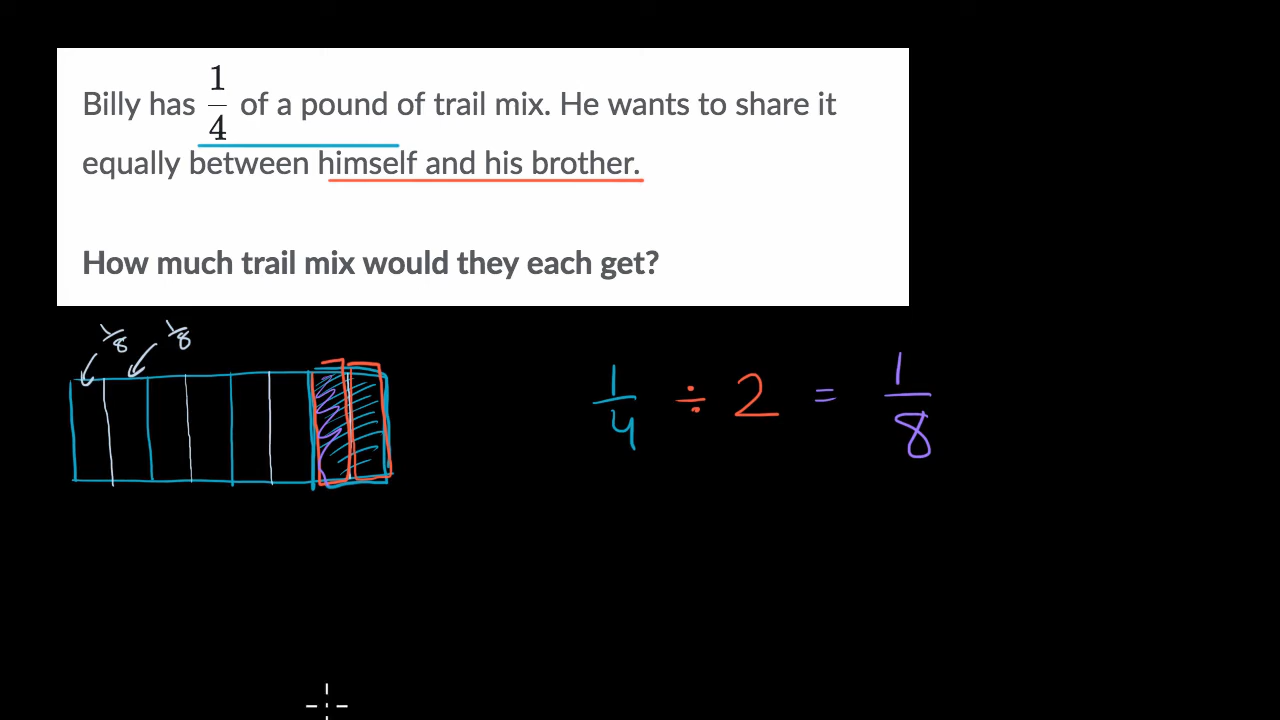 Billy has 1/4 of a pound of trail mix. He wants to share it
equally between himself and his brother.
How much trail mix would they each get?
1/8 1/8
1/4 ÷ 2 = 1/8